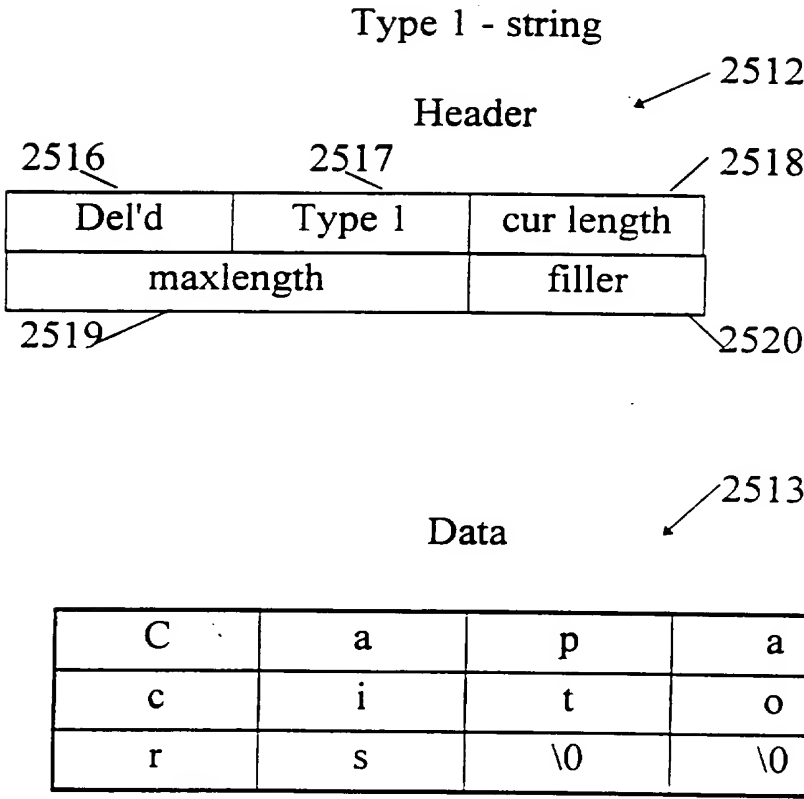 Type 1 - string
2512
Header
2516 2517 2518
Del'd Type 1 cur length
maxlength filler
2519 2520
2513
Data
C a p a
c i t o
r s \0 \0